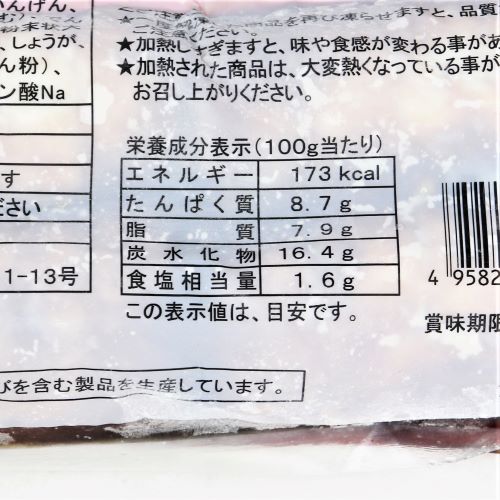 いんげん、
しょうが、
ん粉)、
ン酸Na
す
ださい
1-13号
★加熱しすぎますと、味や食感が変わる事があ
★加熱された商品は、大変熱くなっている事が
お召し上がりください。
栄養成分表示(100g当たり)
エネルギー 173 kcal
たんぱく質 8.7 g
脂質 7.9 g
炭水化物 16.4 g
食塩相当量 1.6 g
この表示値は、目安です。
4 9582
賞味期限
びを含む製品を生産しています。